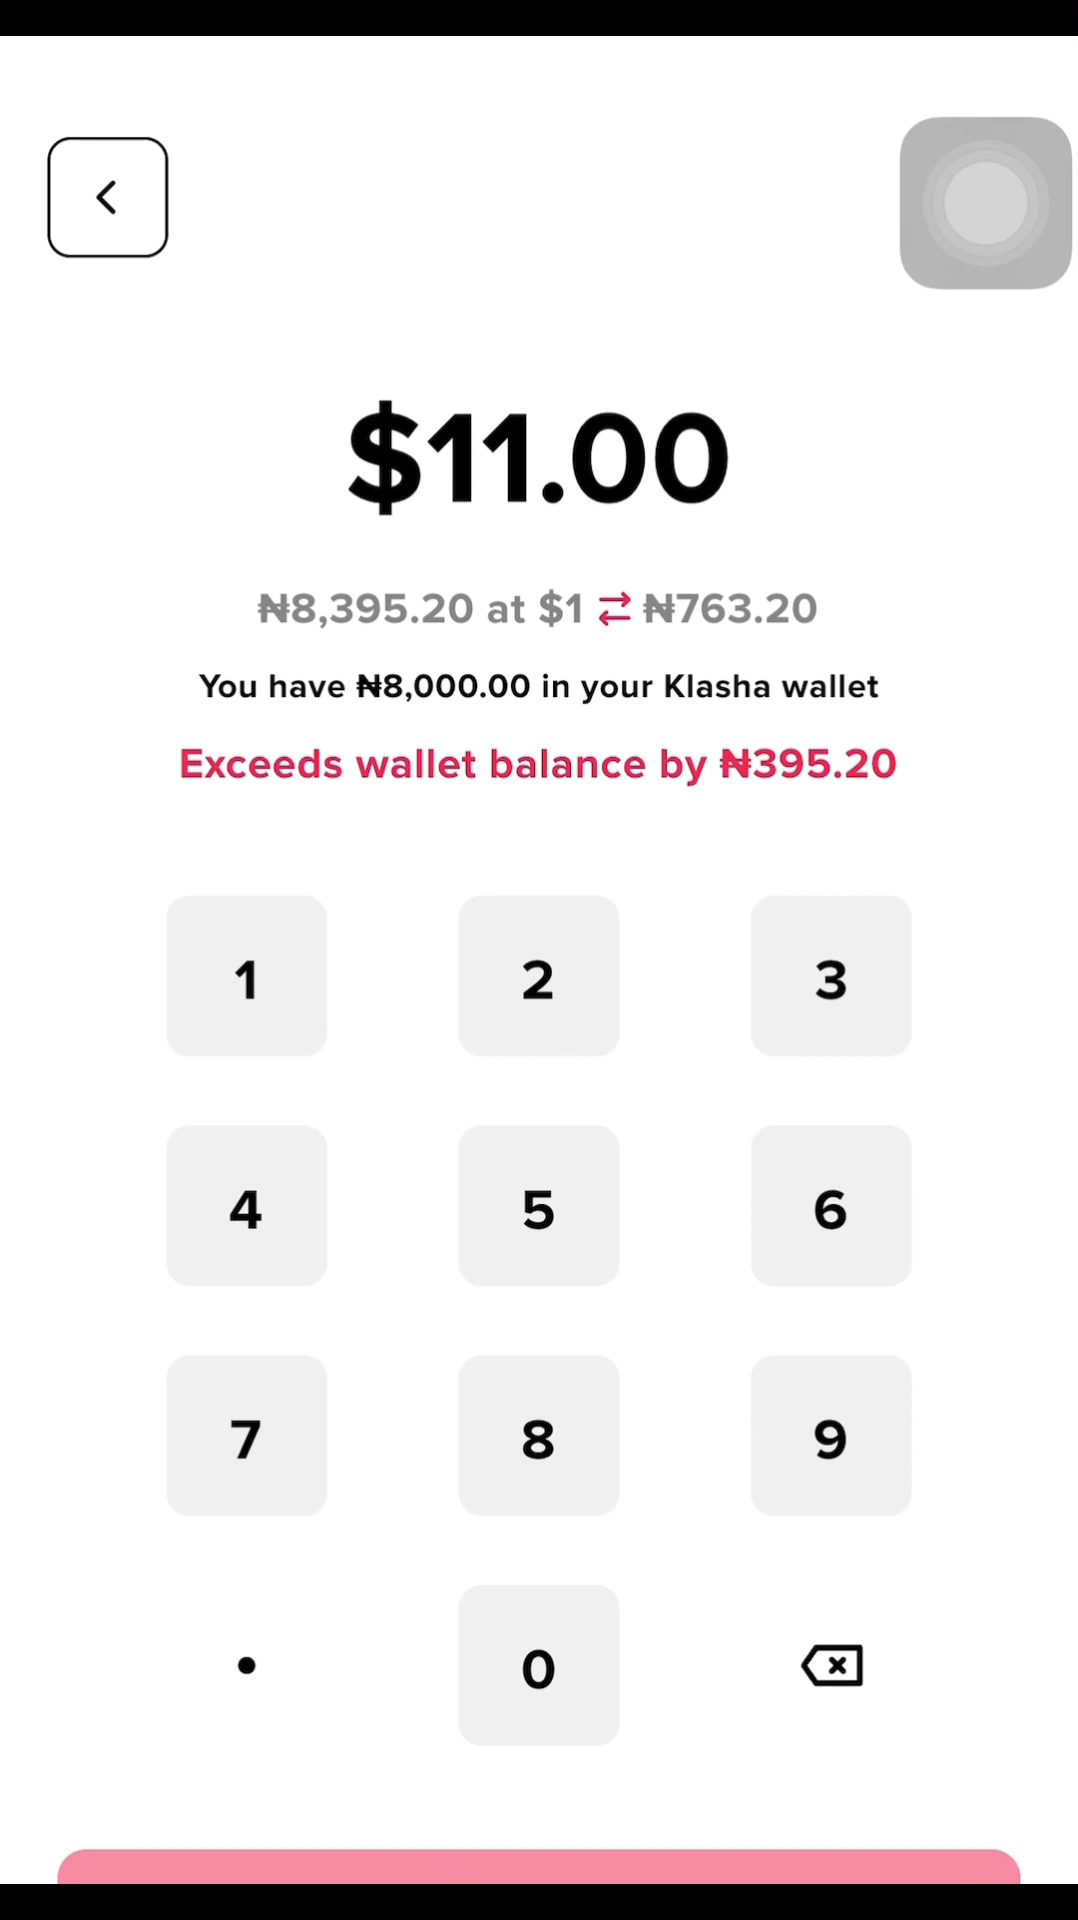 $11.00
₦8,395.20 at $1 ⇄ ₦763.20
You have ₦8,000.00 in your Klasha wallet
Exceeds wallet balance by ₦395.20
1 2 3
4 5 6
7 8 9
. 0